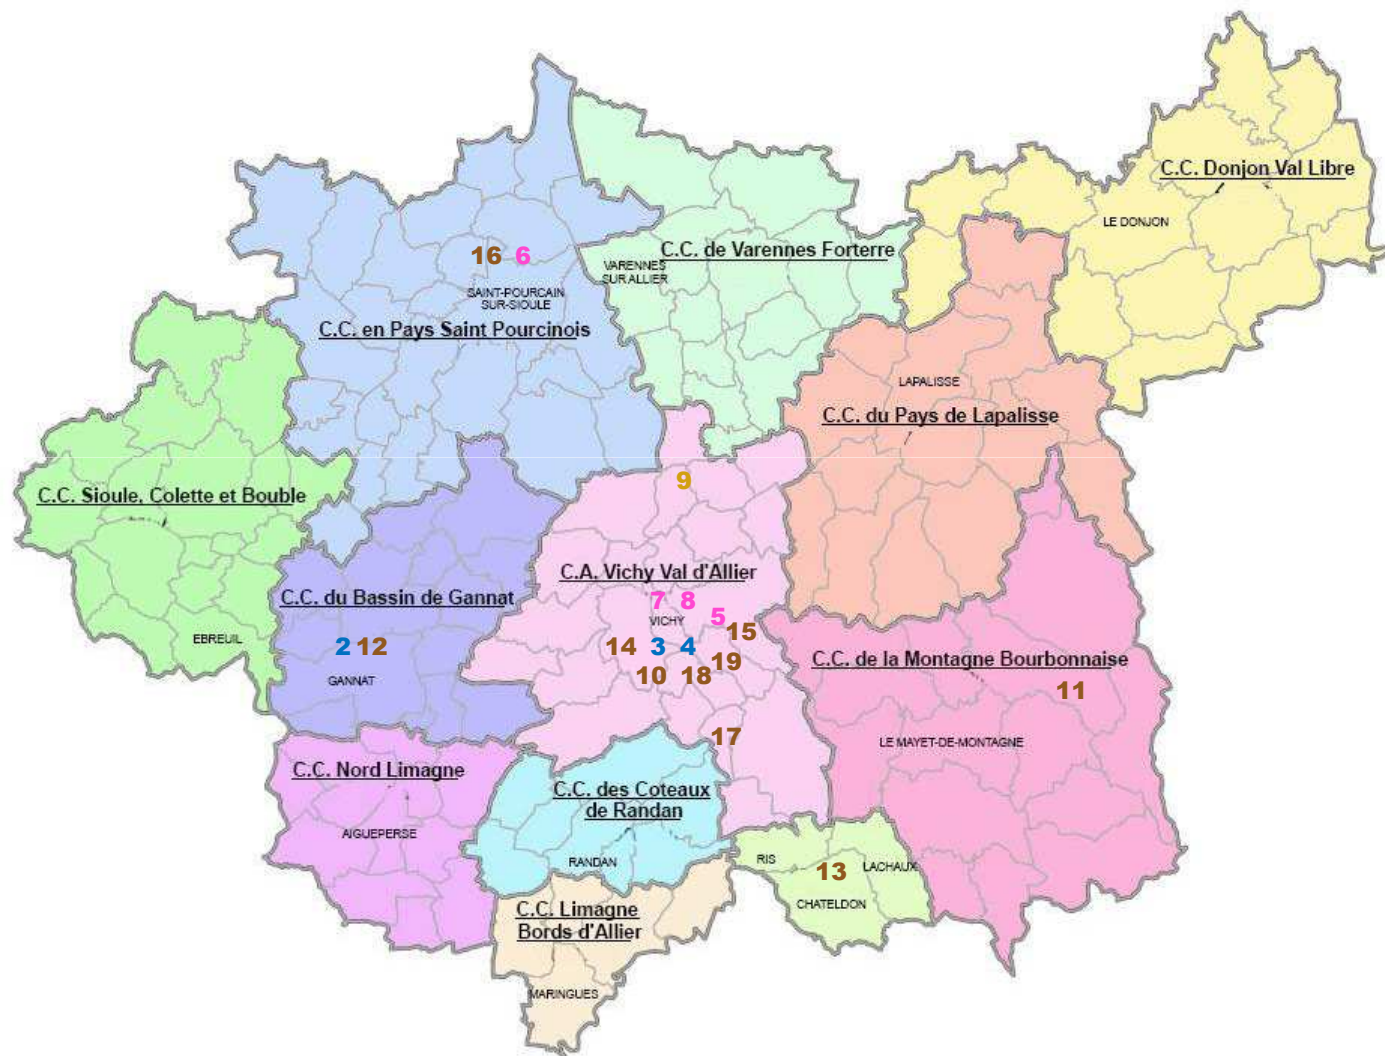 C.C. Donjon Val Libre
LE DONJON
16 6
C.C. de Varennes Forterre
VARENNES
SUR ALLIER
SAINT-POURCAIN
SUR-SIOULE
C.C. en Pays Saint Pourcinois
LAPALISSE
C.C. du Pays de Lapalisse
9
C.C. Sioule, Colette et Bouble
C.A. Vichy Val d'Allier
C.C. du Bassin de Gannat
7 8
5
VICHY
15
EBREUIL
2 12
14 3 4
19
C.C. de la Montagne Bourbonnaise
10 18
GANNAT
11
17
LE MAYET-DE-MONTAGNE
C.C. Nord Limagne
C.C. des Coteaux
de Randan
AIGUEPERSE
RANDAN
RIS
13
LACHAUX
CHATELDON
C.C. Limagne
Bords d'Allier
MARINGUES